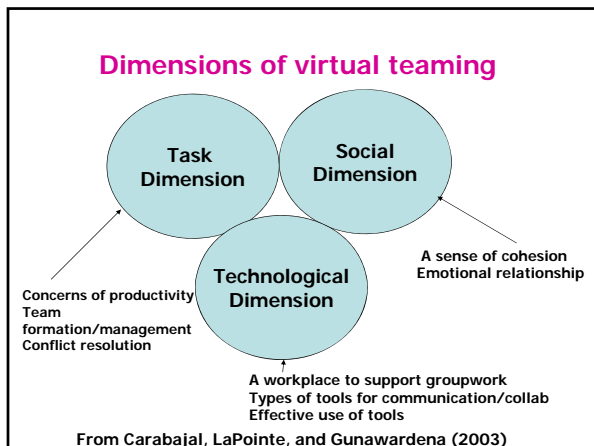 Dimensions of virtual teaming
Task
Dimension
Social
Dimension
Technological
Dimension
A sense of cohesion
Emotional relationship
Concerns of productivity
Team
formation/management
Conflict resolution
A workplace to support groupwork
Types of tools for communication/collab
Effective use of tools
From Carabajal, LaPointe, and Gunawardena (2003)